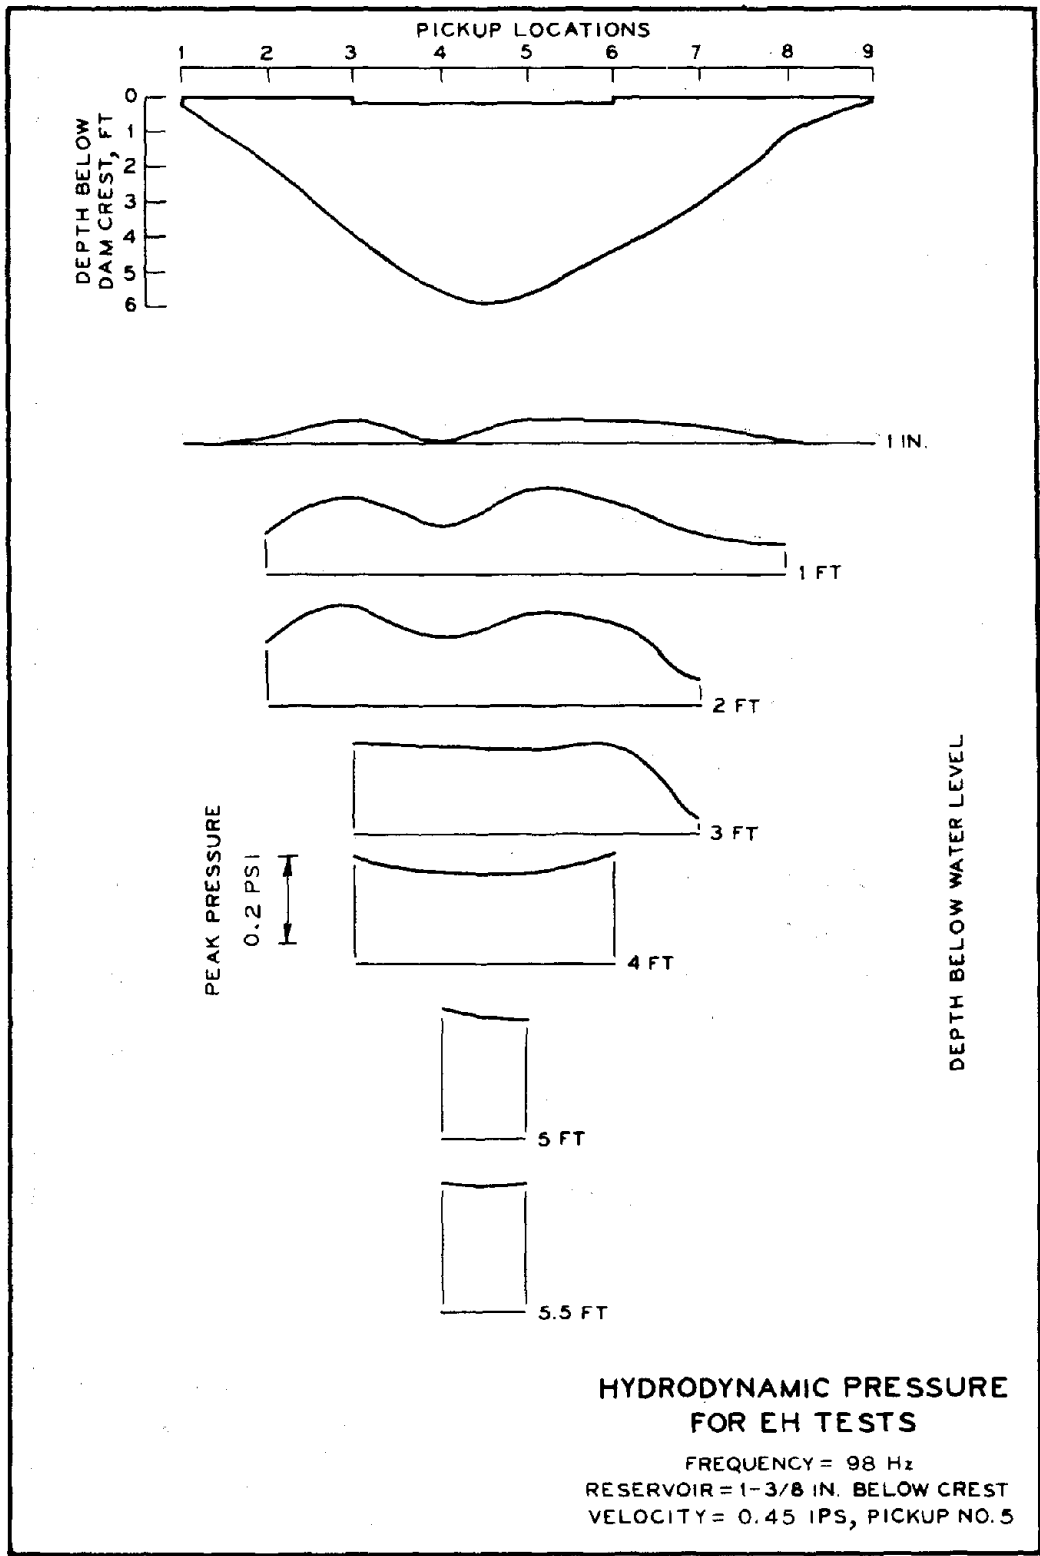 PICKUP LOCATIONS
1 2 3 4 5 6 7 8 9
DEPTH BELOW
DAM CREST, FT
0
1
2
3
4
5
6
1 IN.
1 FT
2 FT
3 FT
4 FT
5 FT
5.5 FT
PEAK PRESSURE
0.2 PSI
DEPTH BELOW WATER LEVEL
HYDRODYNAMIC PRESSURE
FOR EH TESTS
FREQUENCY = 98 Hz
RESERVOIR = 1-3/8 IN. BELOW CREST
VELOCITY = 0.45 IPS, PICKUP NO. 5